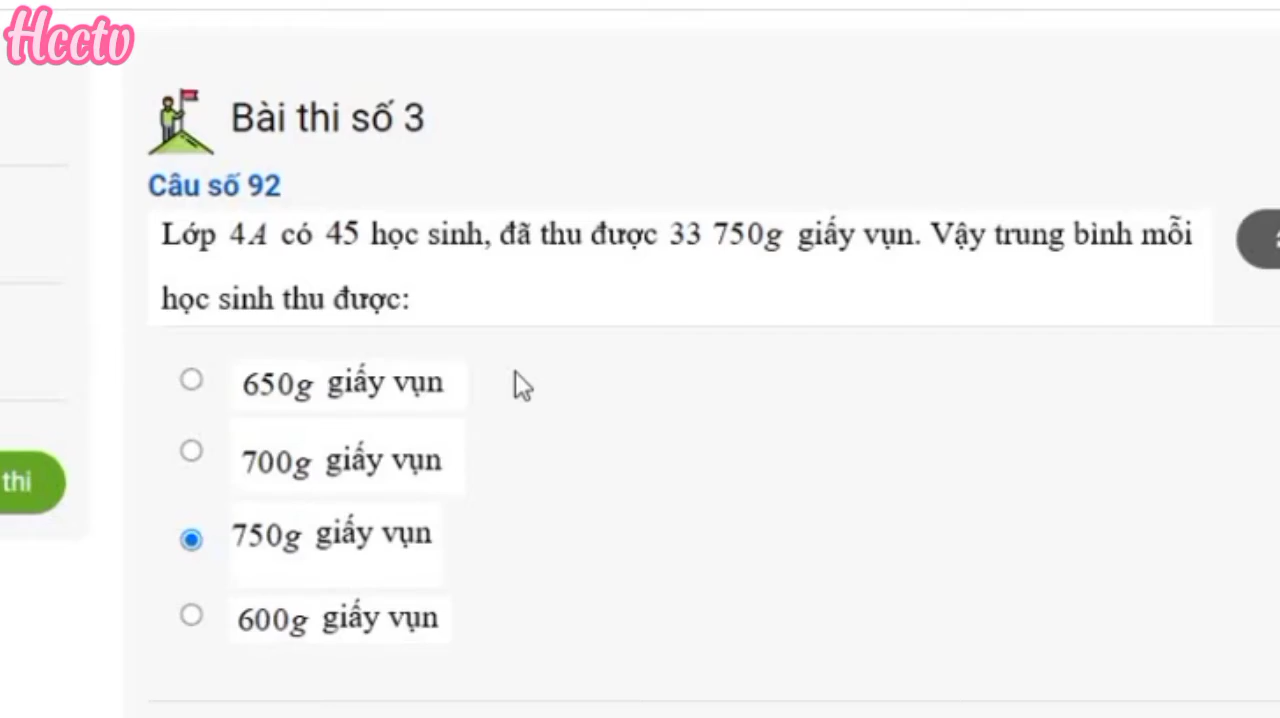 Hcctv
Bài thi số 3
Câu số 92
Lớp 4A có 45 học sinh, đã thu được 33 750g giấy vụn. Vậy trung bình mỗi
học sinh thu được:
650g giấy vụn
700g giấy vụn
750g giấy vụn
thi
600g giấy vụn